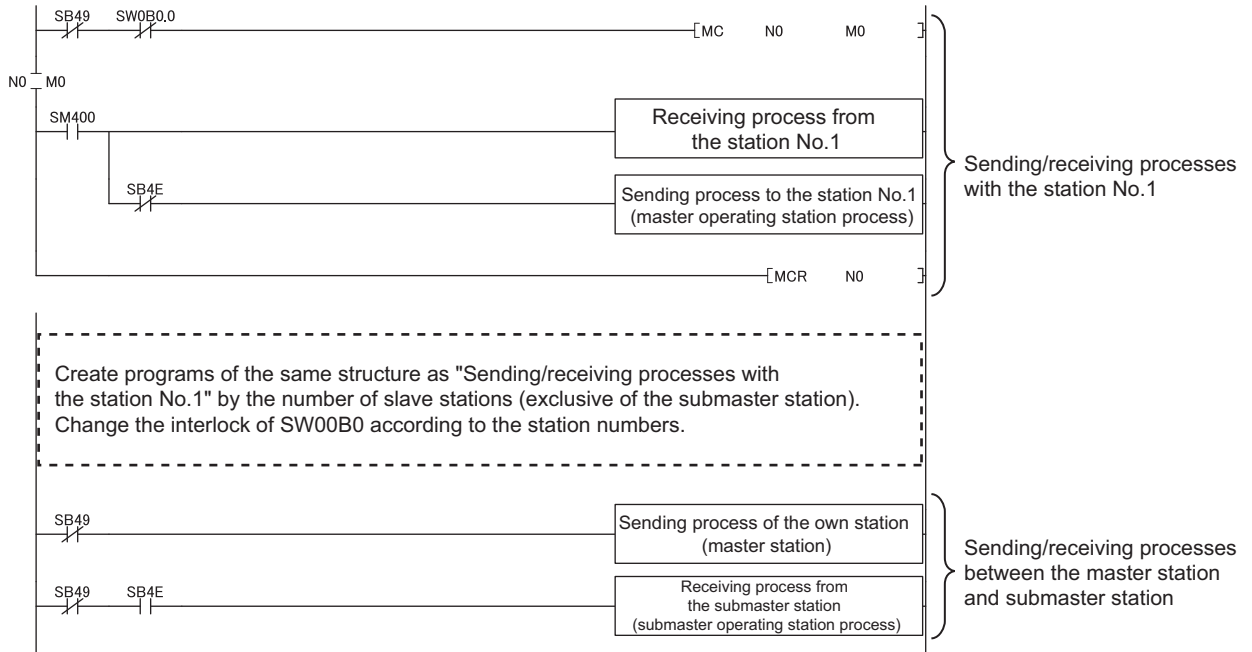 SB49 SW0B0.0
[MC N0 M0 ]
N0 M0
SM400
Receiving process from
the station No.1
SB4E
Sending process to the station No.1
(master operating station process)
Sending/receiving processes
with the station No.1
[MCR N0 ]
Create programs of the same structure as "Sending/receiving processes with
the station No.1" by the number of slave stations (exclusive of the submaster station).
Change the interlock of SW00B0 according to the station numbers.
SB49
Sending process of the own station
(master station)
SB49 SB4E
Receiving process from
the submaster station
(submaster operating station process)
Sending/receiving processes
between the master station
and submaster station